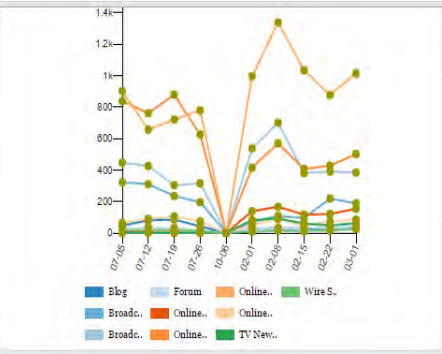 1.4k
1.2k
1k
800
600
400
200
0
07-05 07-12 07-19 07-26 10-06 02-01 02-08 02-15 02-22 03-01
Blog Forum Online.. Wire S..
Broadc.. Online.. Online..
Broadc.. Online.. TV New..